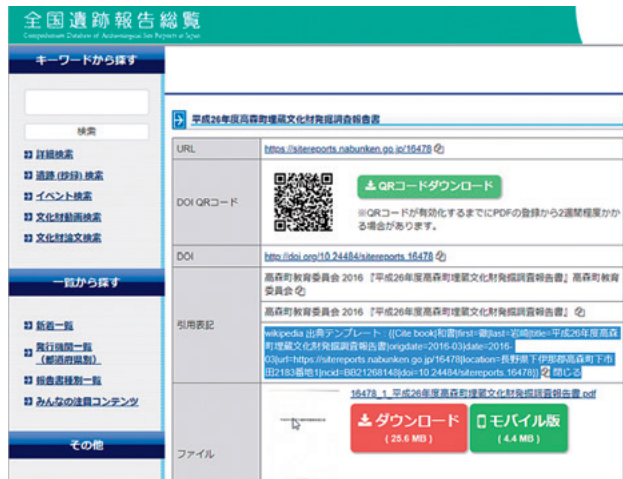 全国遺跡報告総覧
Comprehensive Database of Archaeological Site Reports in Japan
キーワードから探す
検索
詳細検索
遺跡 (抄録) 検索
イベント検索
文化財動画検索
文化財論文検索
一覧から探す
新着一覧
発行機関一覧
(都道府県別)
報告書種別一覧
みんなの注目コンテンツ
その他
平成26年度高森町埋蔵文化財発掘調査報告書
URL
https://sitereports.nabunken.go.jp/16478
DOI QRコード
QRコードダウンロード
※QRコードが有効化するまでにPDFの登録から2週間程度かか
る場合があります。
DOI
http://doi.org/10.24484/sitereports.16478
引用表記
高森町教育委員会 2016 『平成26年度高森町埋蔵文化財発掘調査報告書』高森町教育
委員会
高森町教育委員会 2016 『平成26年度高森町埋蔵文化財発掘調査報告書』
wikipedia 出典テンプレート : {{Cite book|和書|first=徹|last=岩崎|title=平成26年度高森
町埋蔵文化財発掘調査報告書|origdate=2016-03|date=2016-
03|url=https://sitereports.nabunken.go.jp/16478|location=長野県下伊那郡高森町下市
田2183番地1|ncid=BB21268148|doi=10.24484/sitereports.16478}} 閉じる
ファイル
16478_1_平成26年度高森町埋蔵文化財発掘調査報告書.pdf
ダウンロード
( 25.6 MB )
モバイル版
( 4.4 MB )